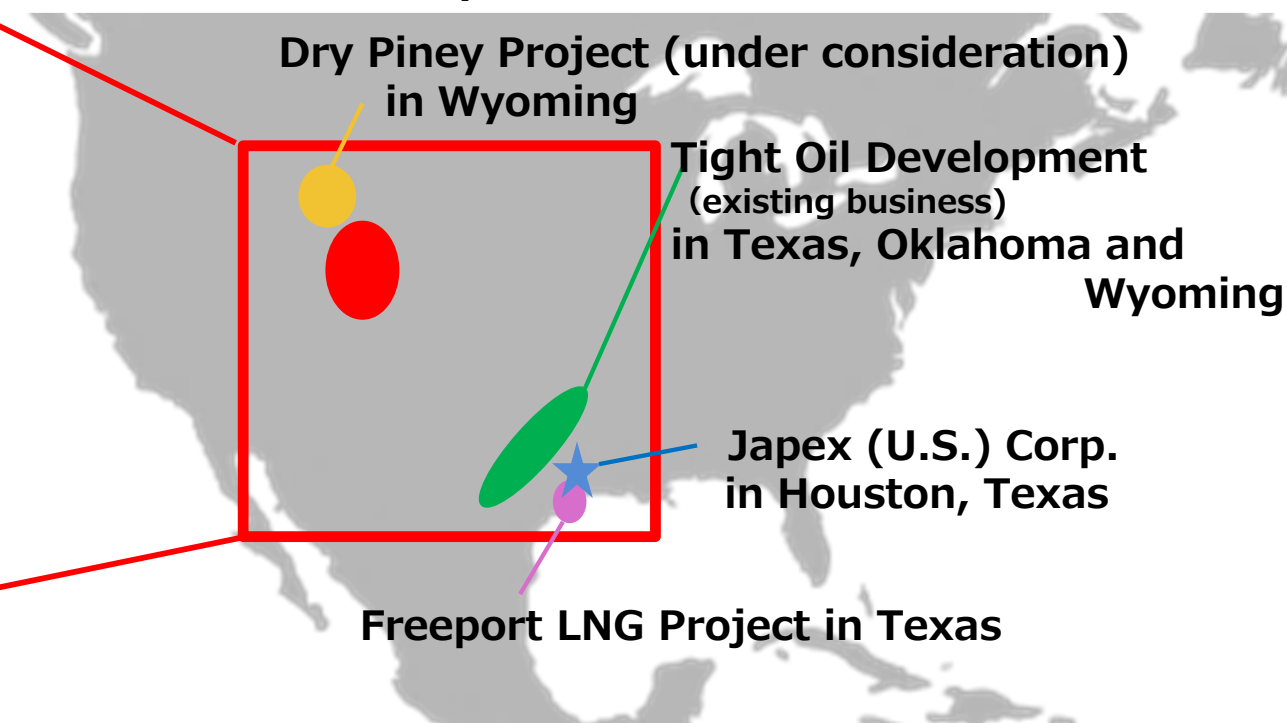 Dry Piney Project (under consideration)
in Wyoming
Tight Oil Development
（existing business)
in Texas, Oklahoma and
Wyoming
Japex (U.S.) Corp.
in Houston, Texas
Freeport LNG Project in Texas